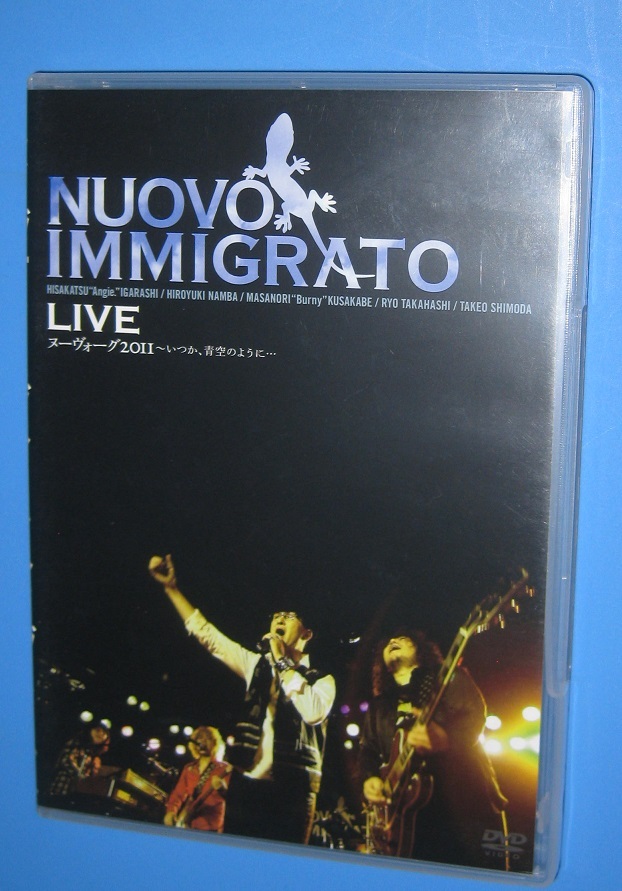 NUOVO
IMMIGRATO
HISAKATSU"Angie."IGARASHI / HIROYUKI NAMBA / MASANORI"Burny"KUSAKABE / RYO TAKAHASHI / TAKEO SHIMODA
LIVE
ヌーヴォーグ2011～いつか、青空のように…
DVD
VIDEO